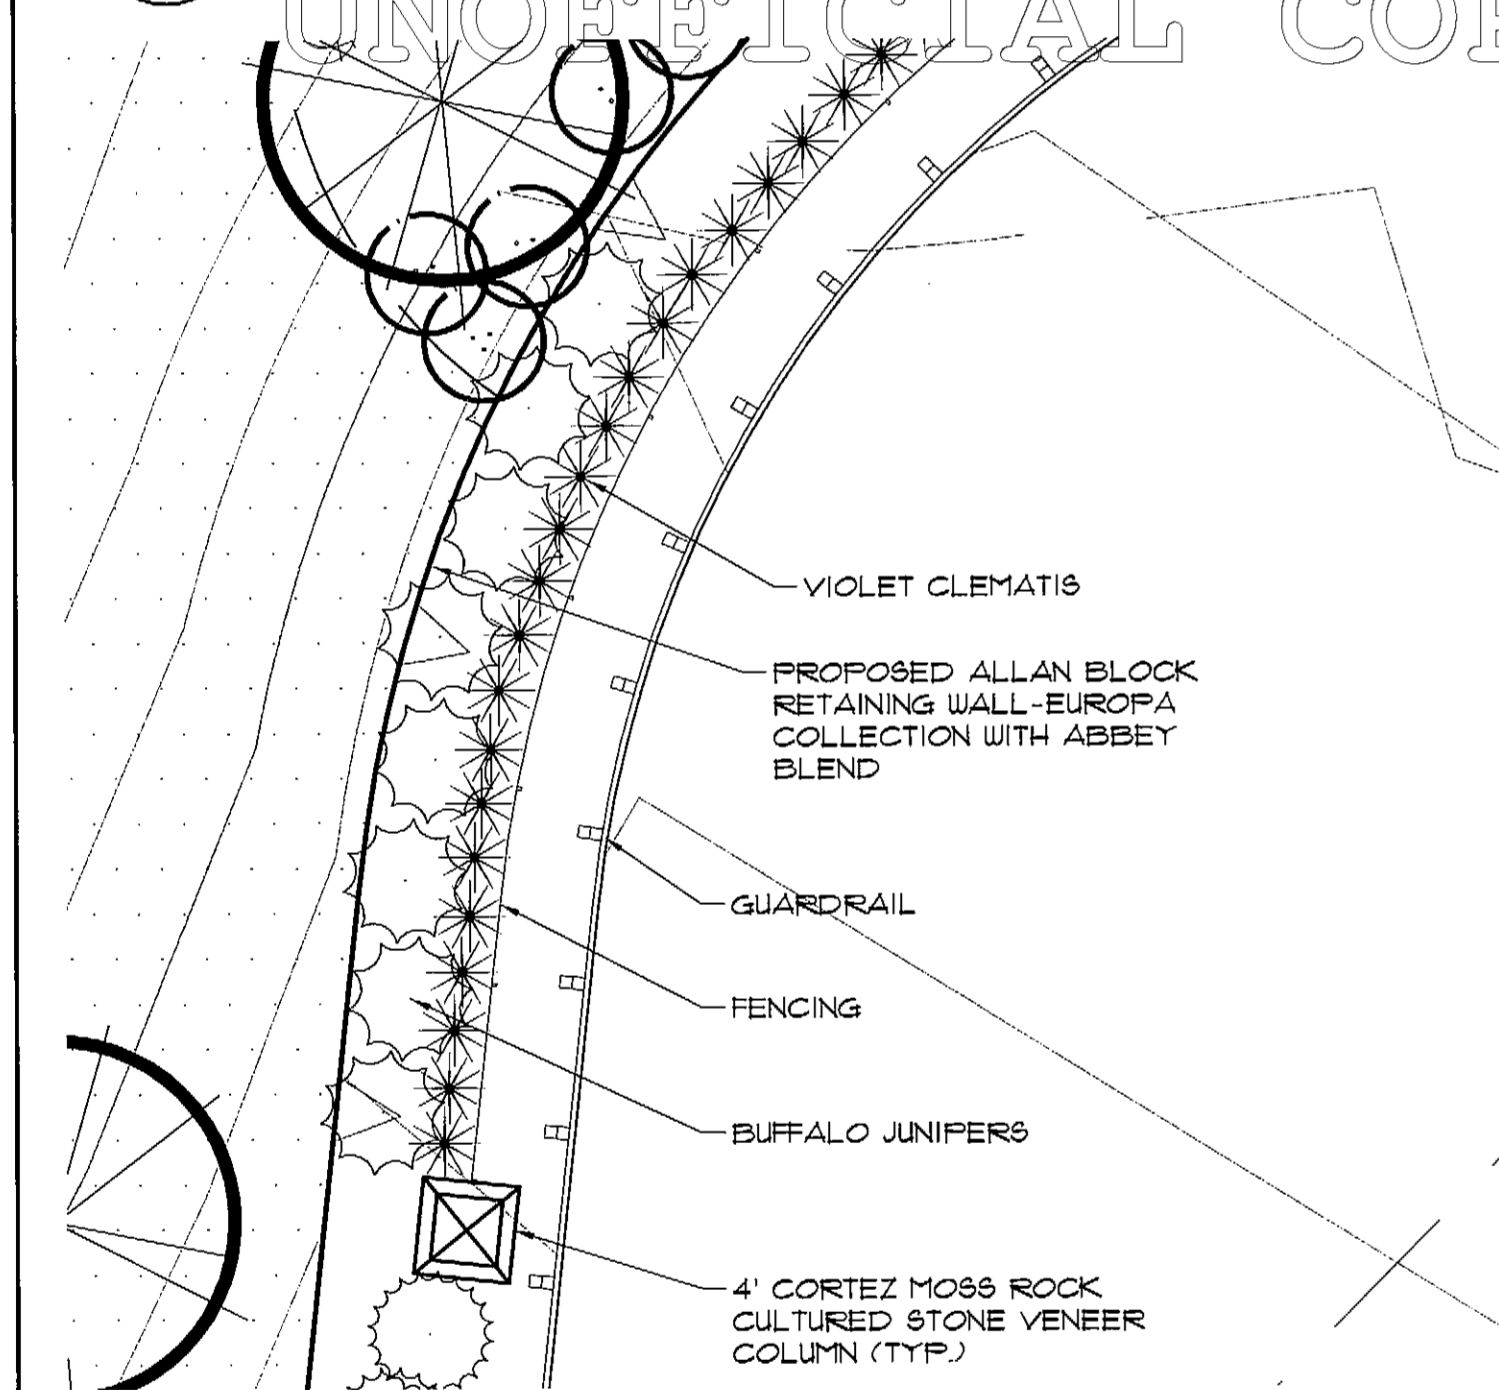 UNOFFICIAL
VIOLET CLEMATIS
PROPOSED ALLAN BLOCK
RETAINING WALL-EUROPA
COLLECTION WITH ABBEY
BLEND
GUARDRAIL
FENCING
BUFFALO JUNIPERS
4' CORTEZ MOSS ROCK
CULTURED STONE VENEER
COLUMN (TYP.)